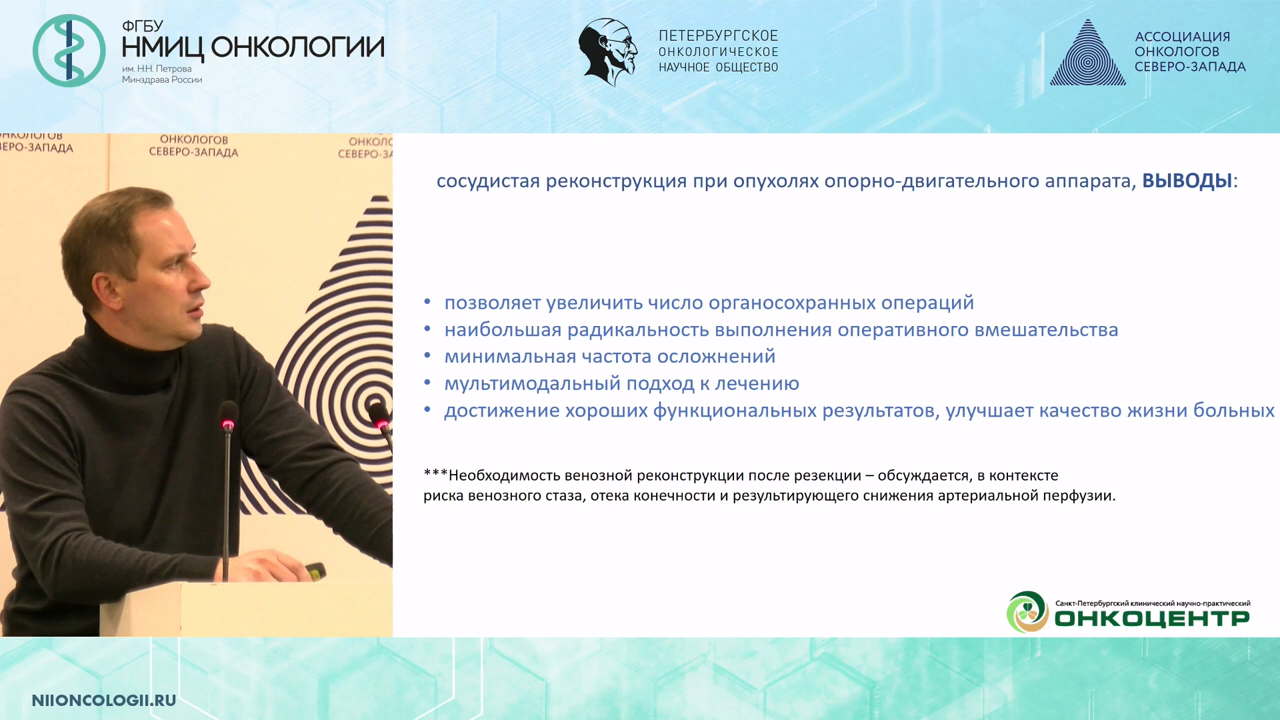 ФГБУ
НМИЦ ОНКОЛОГИИ
им. Н.Н. Петрова
Минздрава России
ПЕТЕРБУРГСКОЕ
ОНКОЛОГИЧЕСКОЕ
НАУЧНОЕ ОБЩЕСТВО
АССОЦИАЦИЯ
ОНКОЛОГОВ
СЕВЕРО-ЗАПАДА
ОНКОЛОГОВ
СЕВЕРО-ЗАПАДА
сосудистая реконструкция при опухолях опорно-двигательного аппарата, ВЫВОДЫ:
• позволяет увеличить число органосохранных операций
• наибольшая радикальность выполнения оперативного вмешательства
• минимальная частота осложнений
• мультимодальный подход к лечению
• достижение хороших функциональных результатов, улучшает качество жизни больных
***Необходимость венозной реконструкции после резекции – обсуждается, в контексте
риска венозного стаза, отека конечности и результирующего снижения артериальной перфузии.
Санкт-Петербургский клинический научно-практический
ОНКОЦЕНТР
NIIONCOLOGII.RU